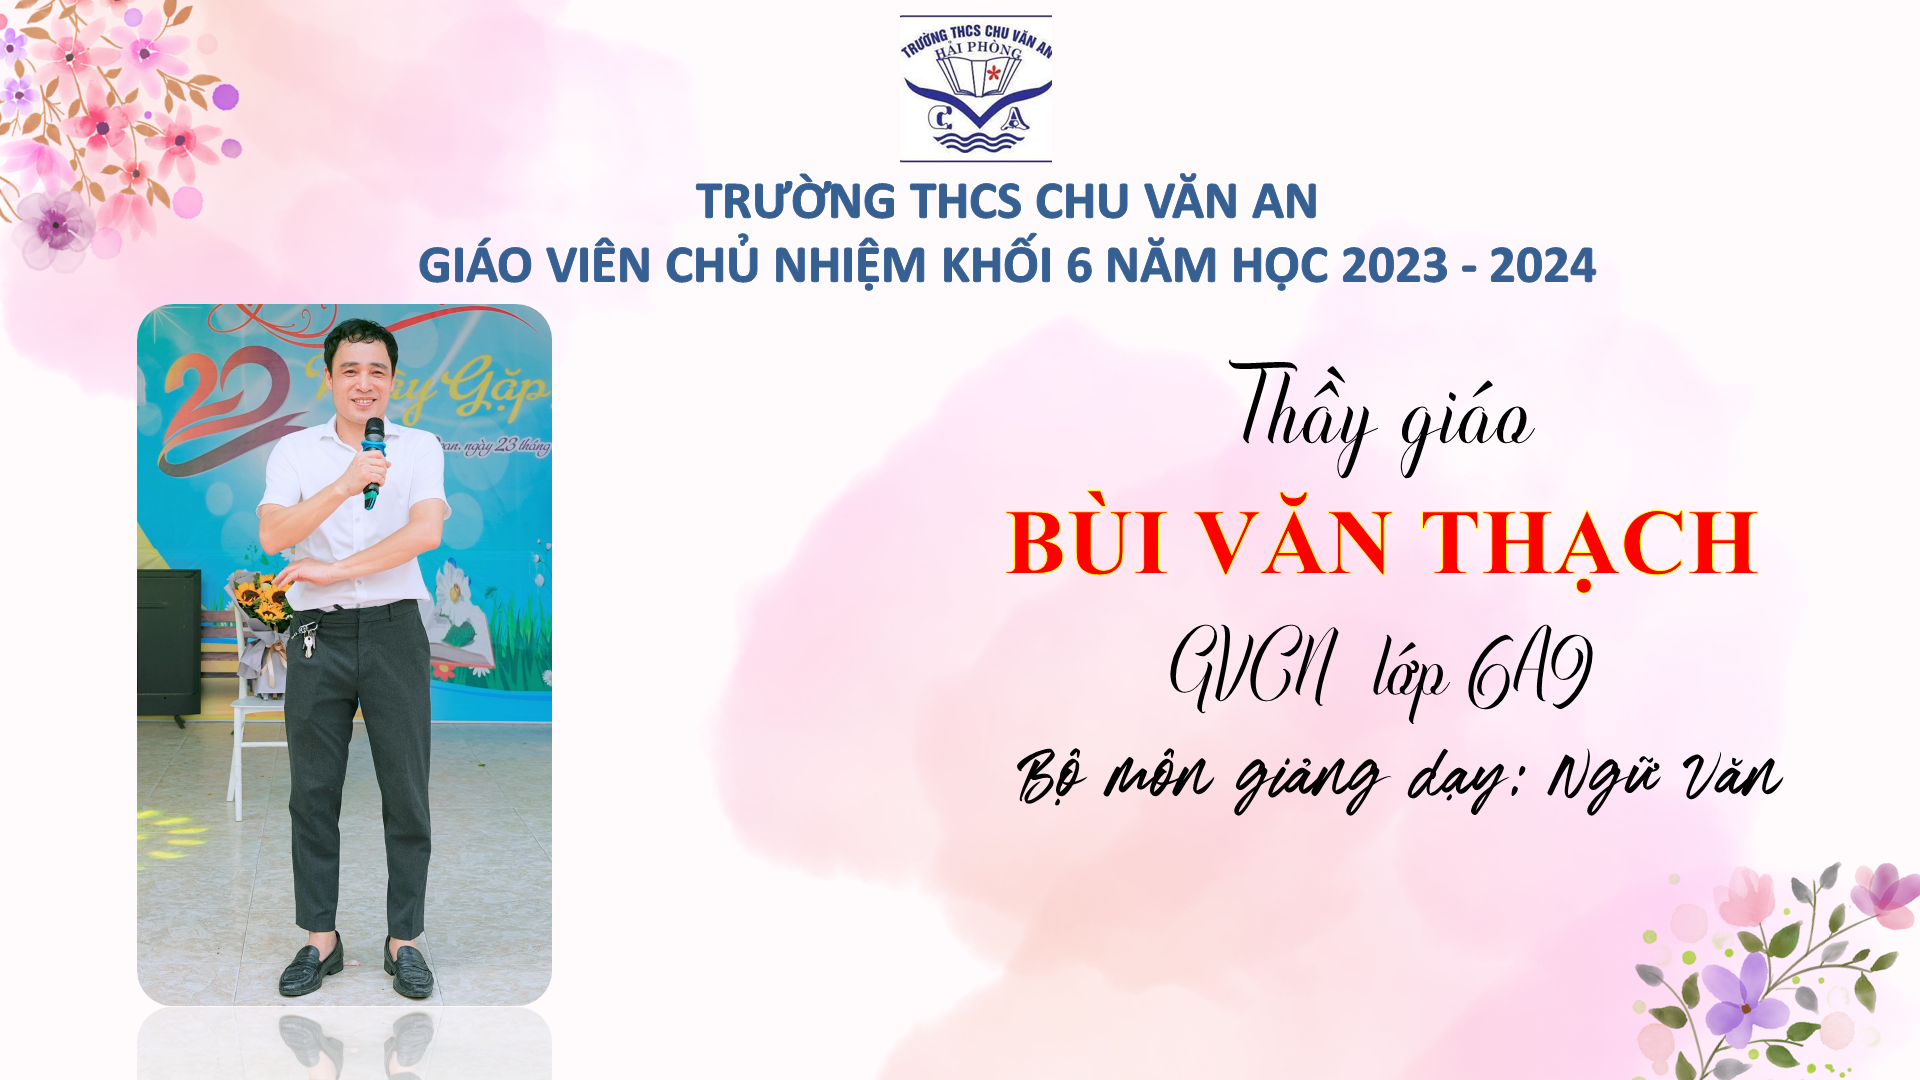 TRƯỜNG THCS CHU VĂN AN
HẢI PHÒNG
C A
TRƯỜNG THCS CHU VĂN AN
GIÁO VIÊN CHỦ NHIỆM KHỐI 6 NĂM HỌC 2023 - 2024
22
Gặp
ngày 23 tháng
Thầy giáo
BÙI VĂN THẠCH
GVCN lớp 6A9
Bộ môn giảng dạy: Ngữ Văn